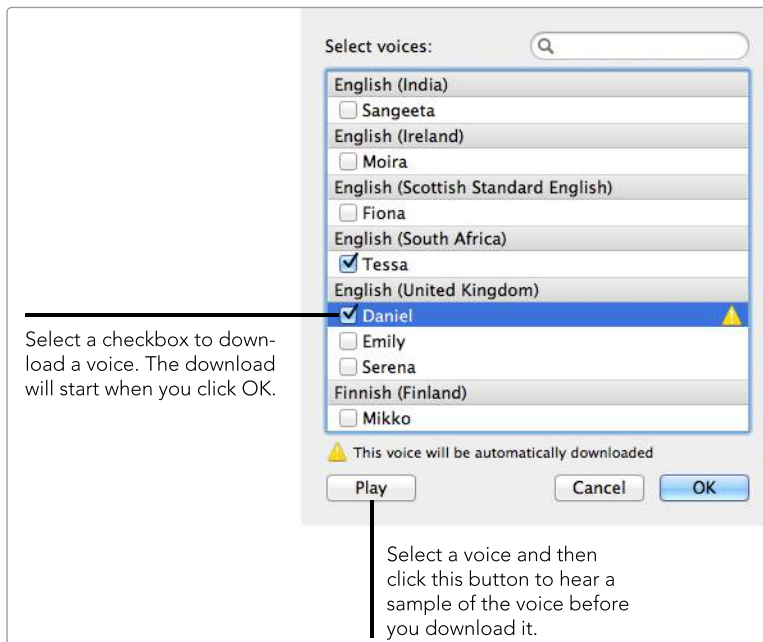 Select voices:
English (India)
Sangeeta
English (Ireland)
Moira
English (Scottish Standard English)
Fiona
English (South Africa)
Tessa
English (United Kingdom)
Daniel
Emily
Serena
Finnish (Finland)
Mikko
This voice will be automatically downloaded
Play
Cancel
OK
Select a checkbox to down-
load a voice. The download
will start when you click OK.
Select a voice and then
click this button to hear a
sample of the voice before
you download it.